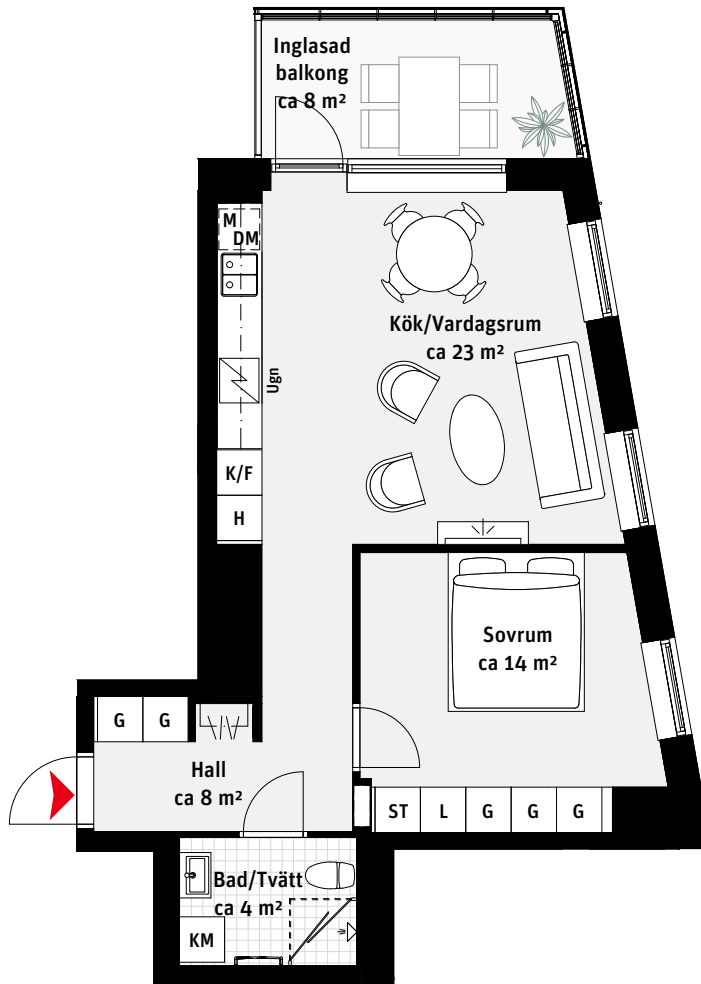 Inglasad
balkong
ca 8 m²
M
DM
Kök/Vardagsrum
ca 23 m²
Ugn
K/F
H
Sovrum
ca 14 m²
G G
Hall
ca 8 m²
ST L G G G
Bad/Tvätt
ca 4 m²
KM